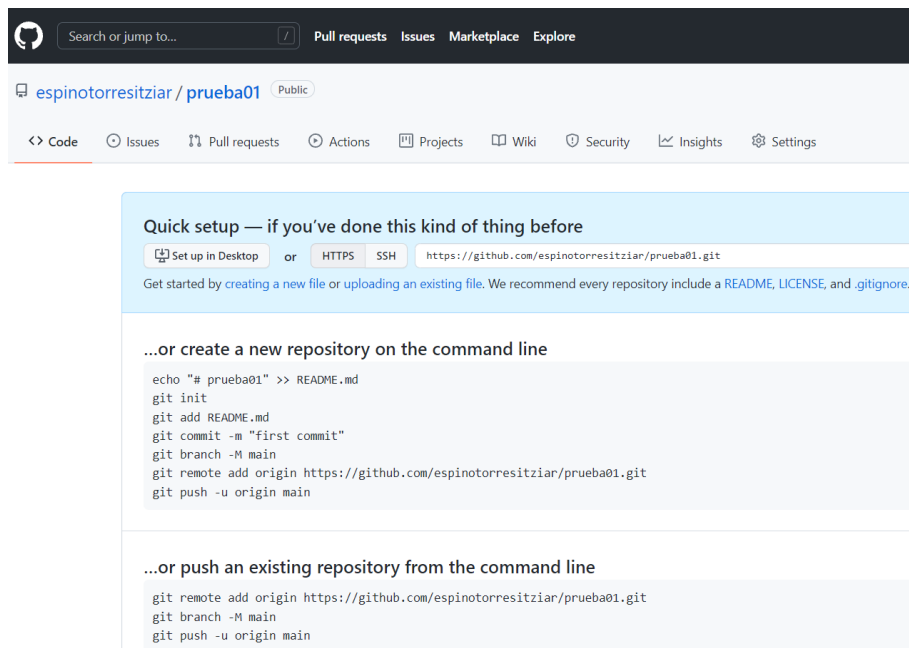 Search or jump to... /
Pull requests Issues Marketplace Explore
espinotorresitziar / prueba01 Public
<> Code Issues Pull requests Actions Projects Wiki Security Insights Settings
Quick setup — if you've done this kind of thing before
Set up in Desktop or HTTPS SSH https://github.com/espinotorresitziar/prueba01.git
Get started by creating a new file or uploading an existing file. We recommend every repository include a README, LICENSE, and .gitignore.
...or create a new repository on the command line
echo "# prueba01" >> README.md
git init
git add README.md
git commit -m "first commit"
git branch -M main
git remote add origin https://github.com/espinotorresitziar/prueba01.git
git push -u origin main
...or push an existing repository from the command line
git remote add origin https://github.com/espinotorresitziar/prueba01.git
git branch -M main
git push -u origin main